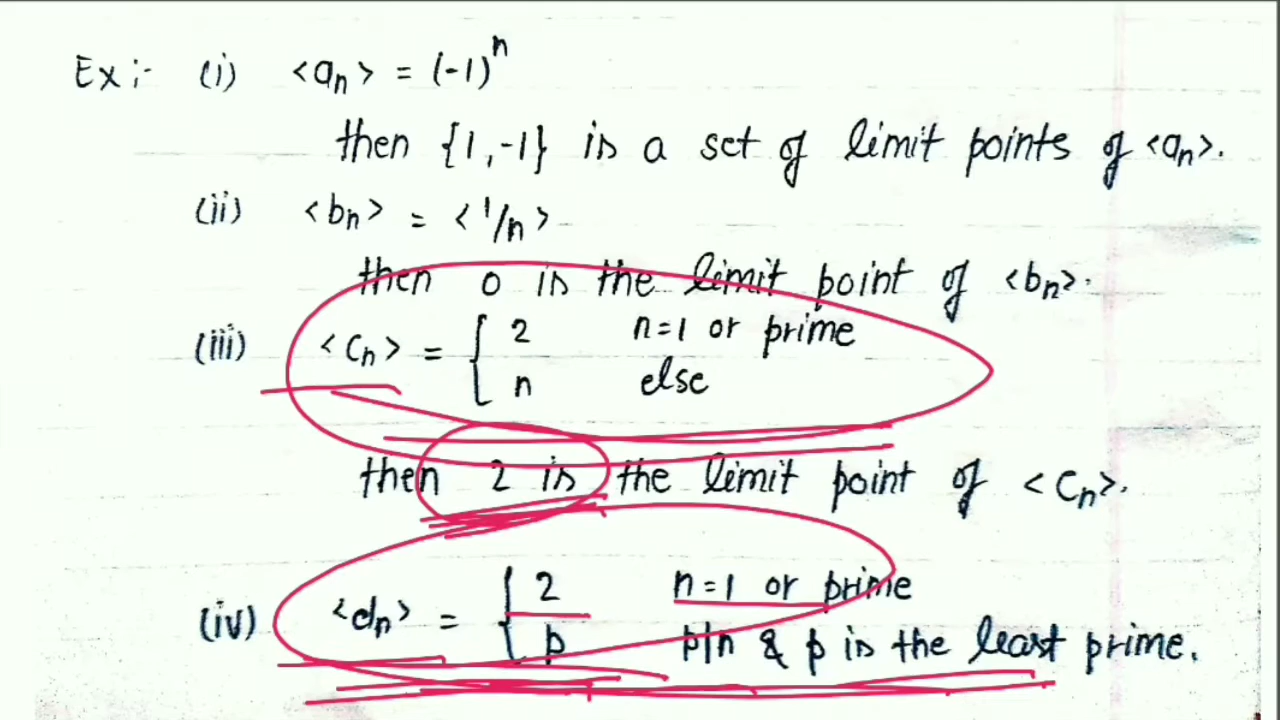 Ex:- (i) <aₙ> = (-1)ⁿ
then {1,-1} is a set of limit points of <aₙ>.
(ii) <bₙ> = <1/n>
then 0 is the limit point of <bₙ>.
(iii) <cₙ> = { 2 n=1 or prime
n else
then 2 is the limit point of <cₙ>.
(iv) <dₙ> = { 2 n=1 or prime
p p|n & p is the least prime.